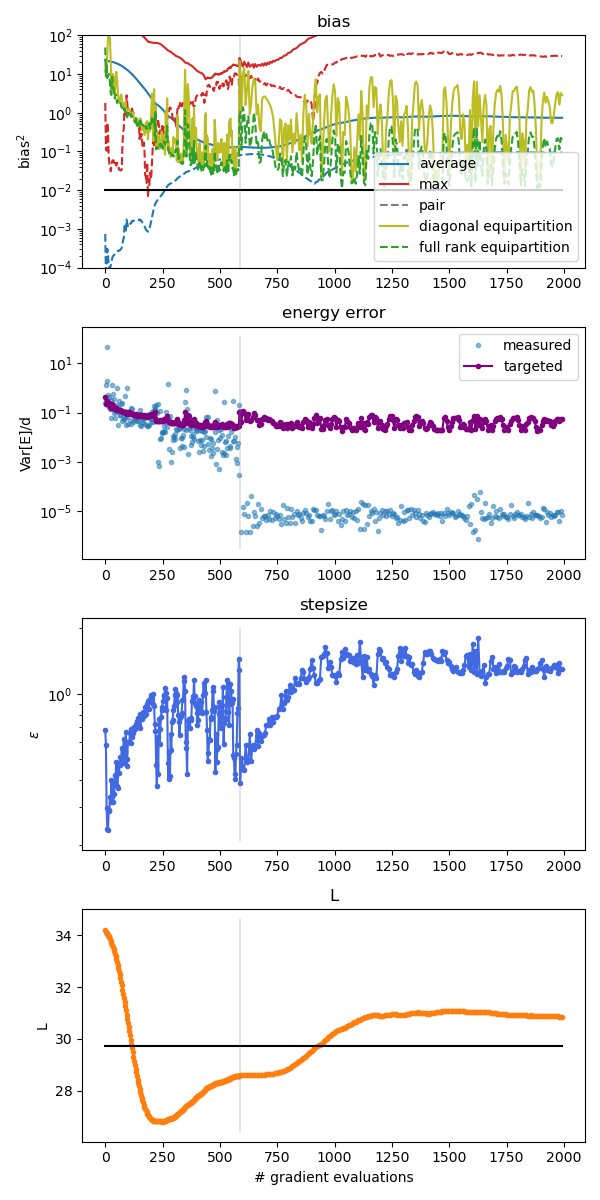 bias
bias²
10²
10¹
10⁰
10⁻¹
10⁻²
10⁻³
10⁻⁴
average
max
pair
diagonal equipartition
full rank equipartition
0 250 500 750 1000 1250 1500 1750 2000
energy error
Var[E]/d
10¹
10⁻¹
10⁻³
10⁻⁵
measured
targeted
0 250 500 750 1000 1250 1500 1750 2000
stepsize
ε
10⁰
0 250 500 750 1000 1250 1500 1750 2000
L
L
34
32
30
28
0 250 500 750 1000 1250 1500 1750 2000
# gradient evaluations